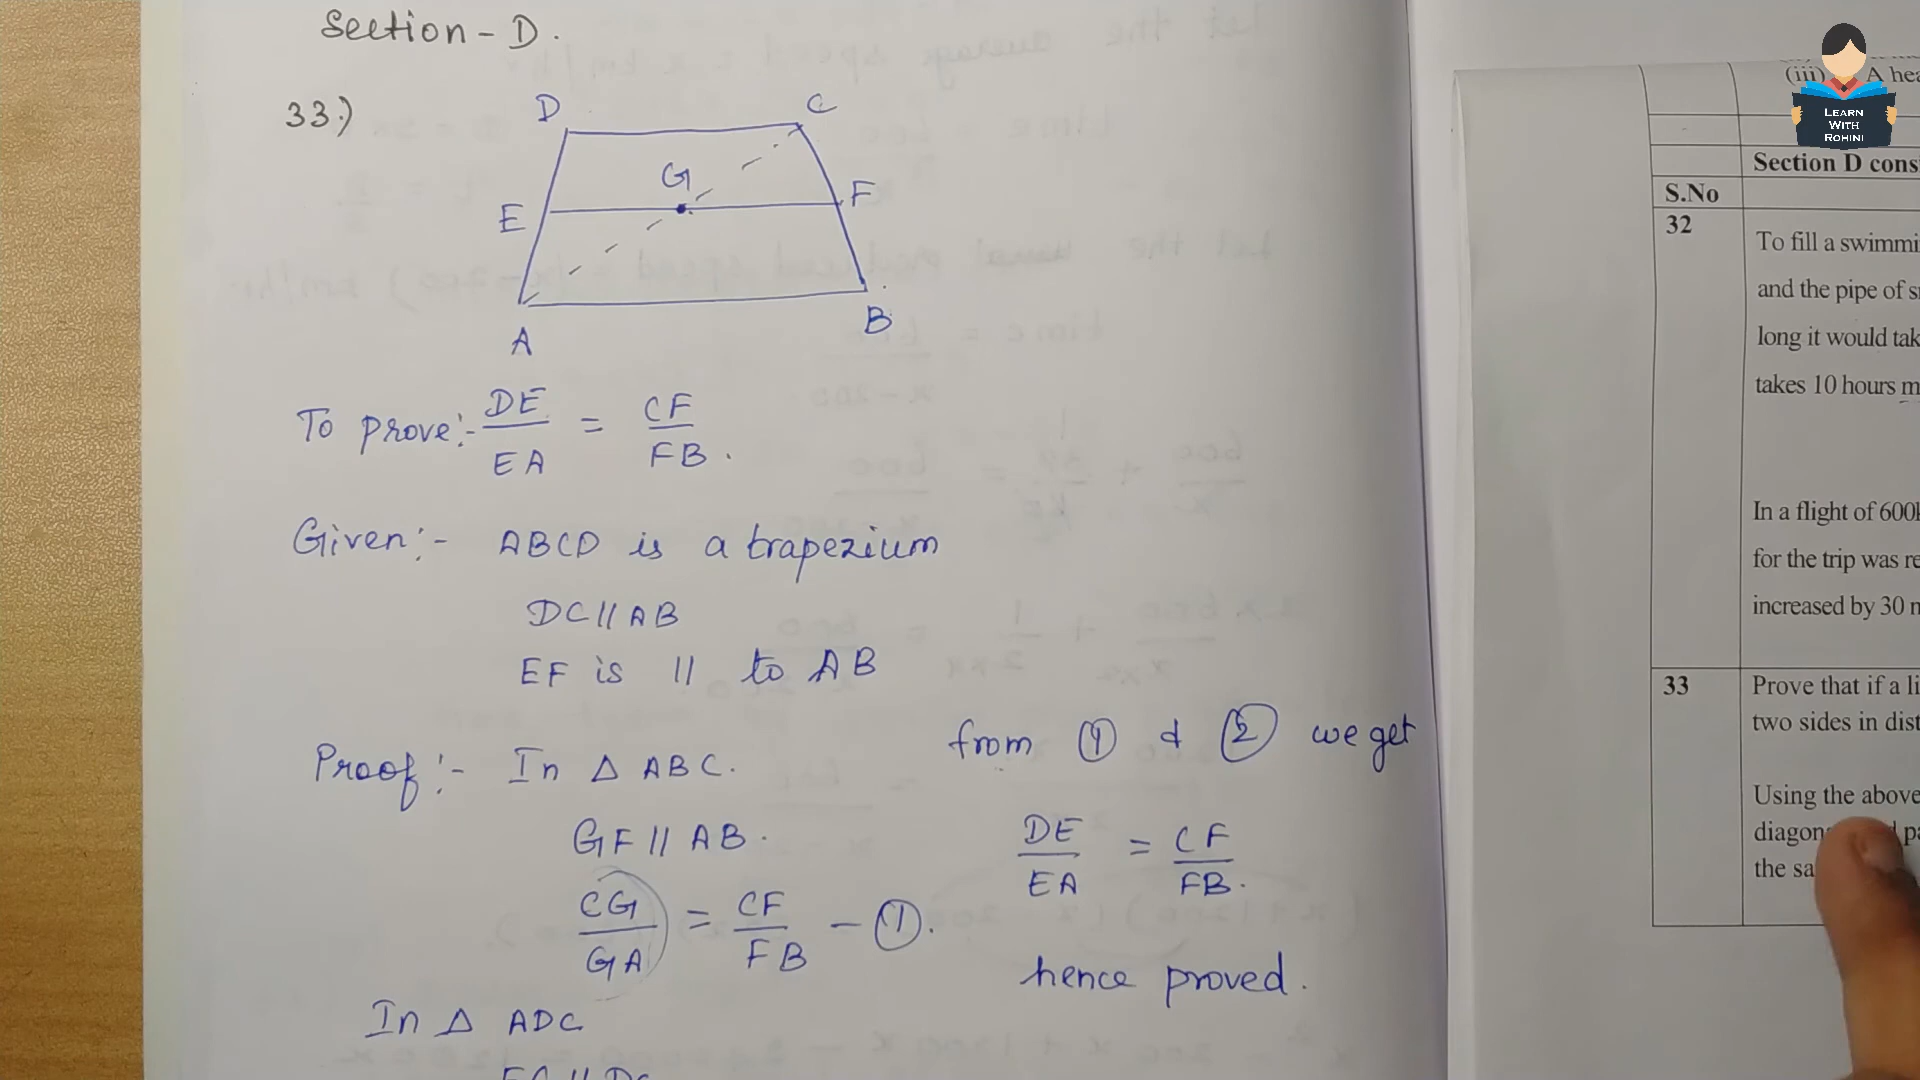 Section - D.
33.)
D
C
G
E
F
A
B
To prove:- DE/EA = CF/FB.
Given:- ABCD is a trapezium
DC || AB
EF is || to AB
Proof:- In Δ ABC.
GF || AB.
CG/GA = CF/FB - ①.
In Δ ADC
from ① & ② we get
DE/EA = CF/FB.
hence proved.
(iii) A hea
LEARN
WITH
ROHINI
Section D cons
S.No
32
To fill a swimmi
and the pipe of s
long it would tak
takes 10 hours m
In a flight of 600
for the trip was re
increased by 30
33
Prove that if a li
two sides in dist
Using the above
diagon
the sa